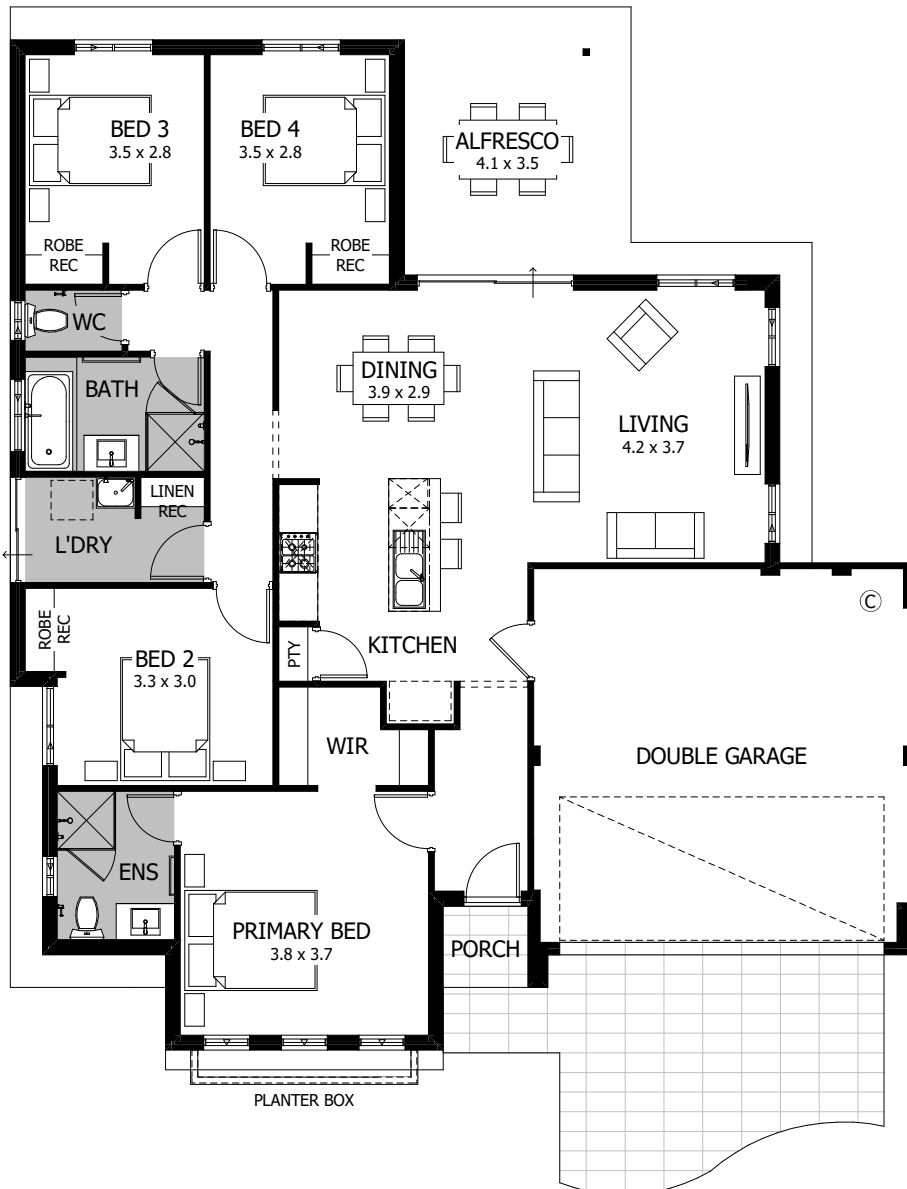 BED 3
3.5 x 2.8
BED 4
3.5 x 2.8
ALFRESCO
4.1 x 3.5
ROBE
REC
ROBE
REC
WC
BATH
DINING
3.9 x 2.9
LIVING
4.2 x 3.7
LINEN
REC
L'DRY
ROBE
REC
BED 2
3.3 x 3.0
PTY
KITCHEN
C
WIR
DOUBLE GARAGE
ENS
PRIMARY BED
3.8 x 3.7
PORCH
PLANTER BOX